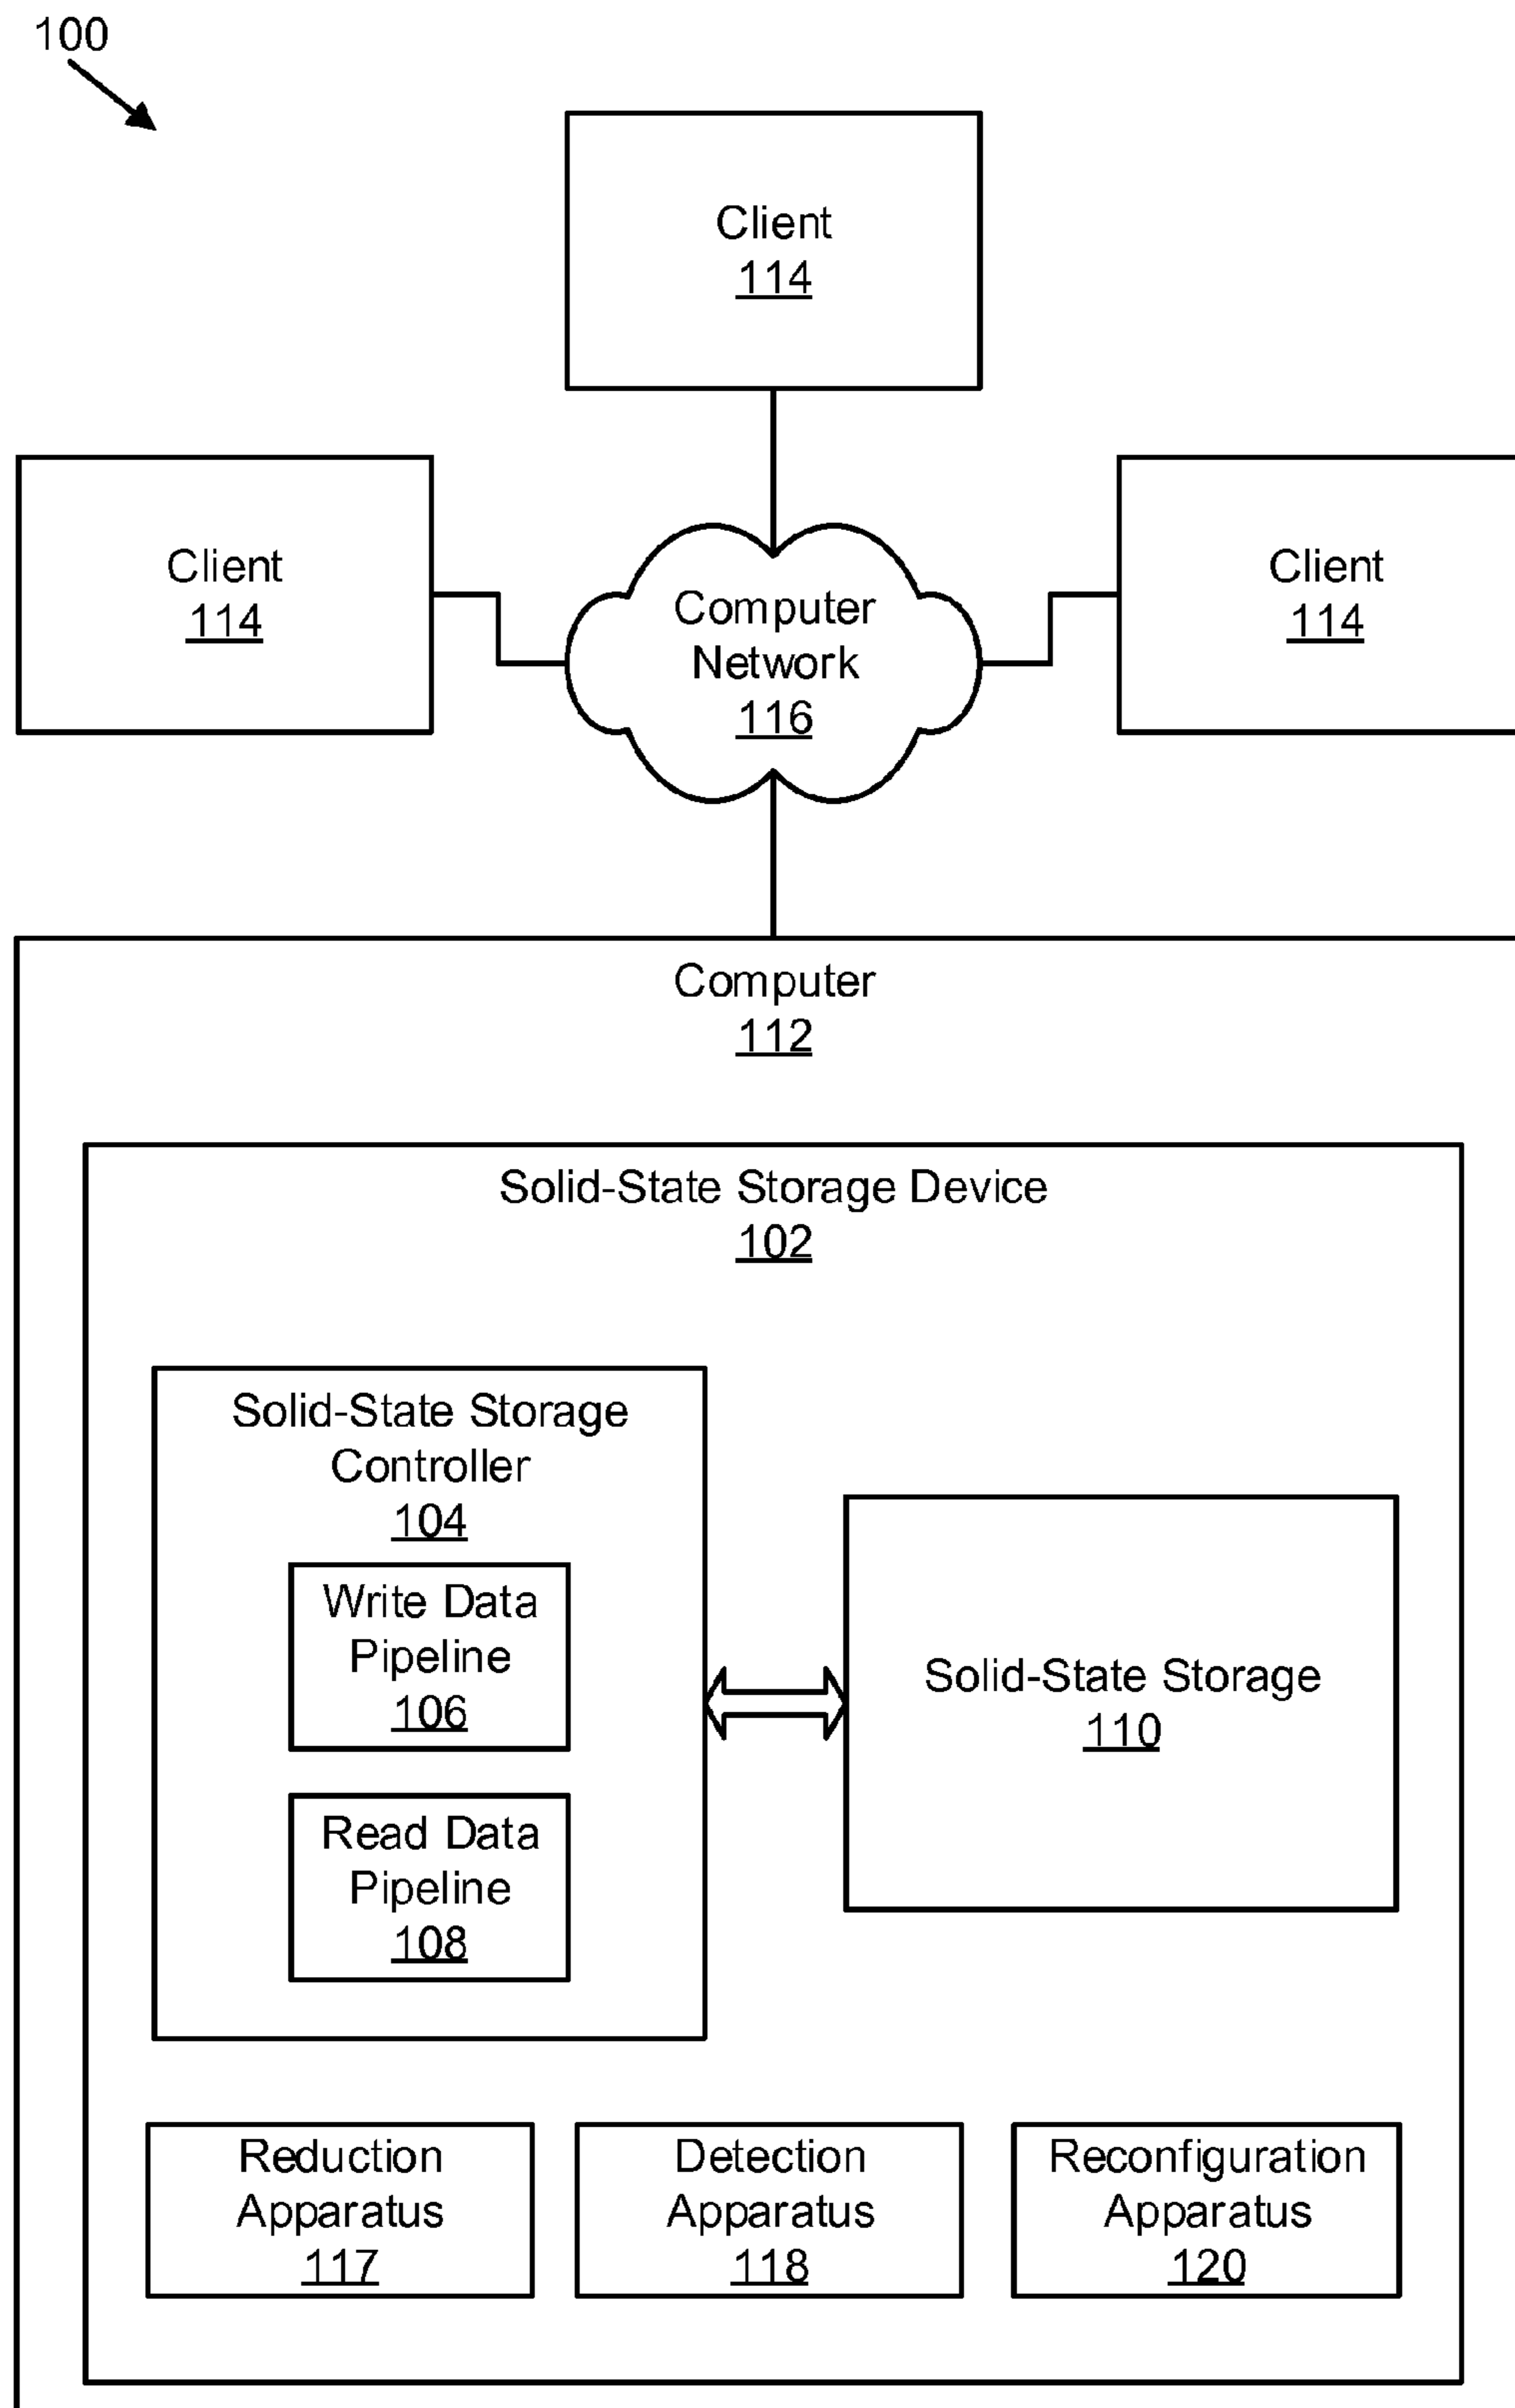 100
Client
114
Client
114
Client
114
Computer
Network
116
Computer
112
Solid-State Storage Device
102
Solid-State Storage
Controller
104
Write Data
Pipeline
106
Read Data
Pipeline
108
Solid-State Storage
110
Reduction
Apparatus
117
Detection
Apparatus
118
Reconfiguration
Apparatus
120